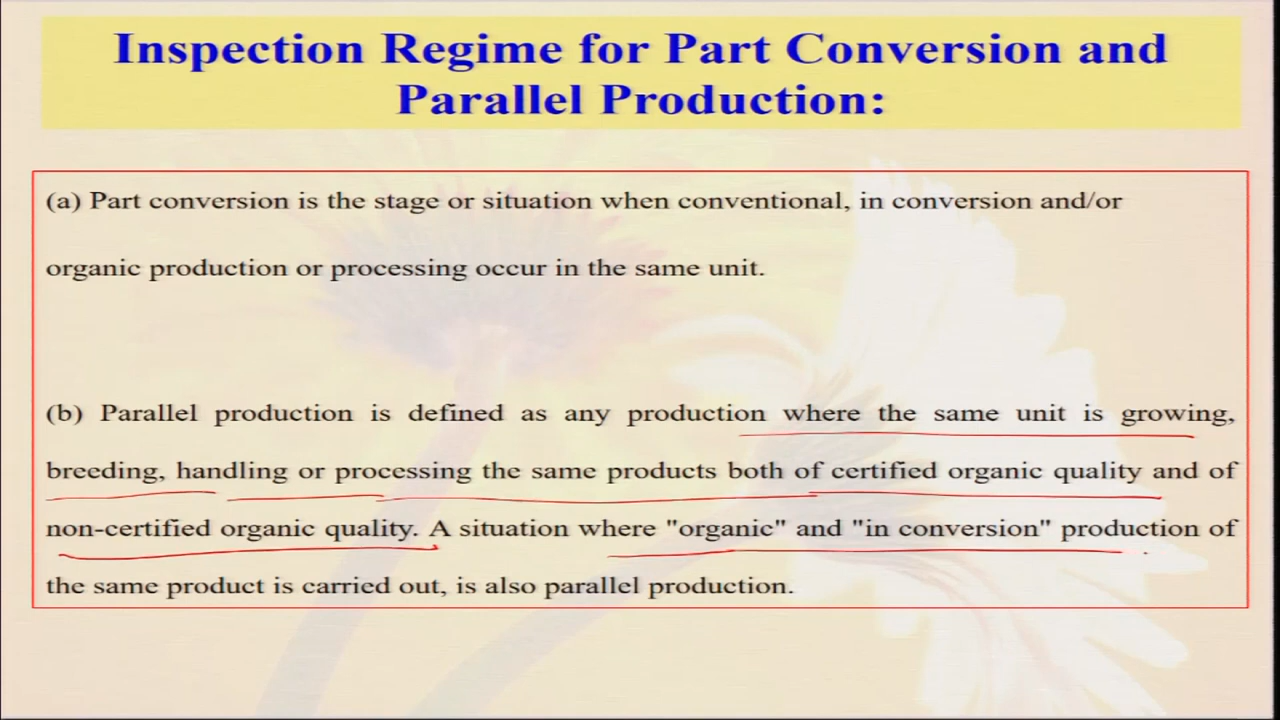 Inspection Regime for Part Conversion and
Parallel Production:
(a) Part conversion is the stage or situation when conventional, in conversion and/or
organic production or processing occur in the same unit.
(b) Parallel production is defined as any production where the same unit is growing,
breeding, handling or processing the same products both of certified organic quality and of
non-certified organic quality. A situation where "organic" and "in conversion" production of
the same product is carried out, is also parallel production.